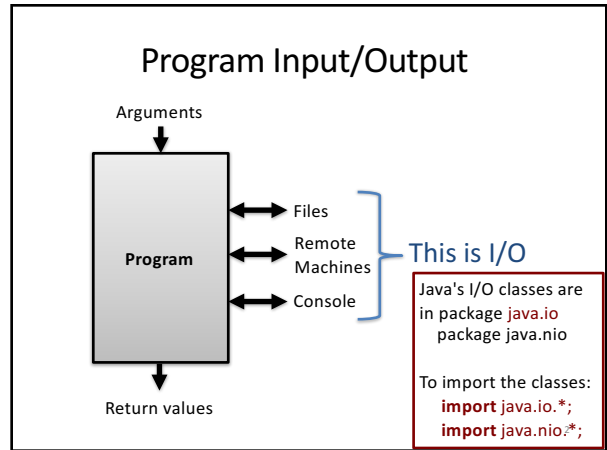 Program Input/Output
Arguments
Program
Files
Remote
Machines
Console
This is I/O
Return values
Java's I/O classes are
in package java.io
package java.nio
To import the classes:
import java.io.*;
import java.nio.*;
2